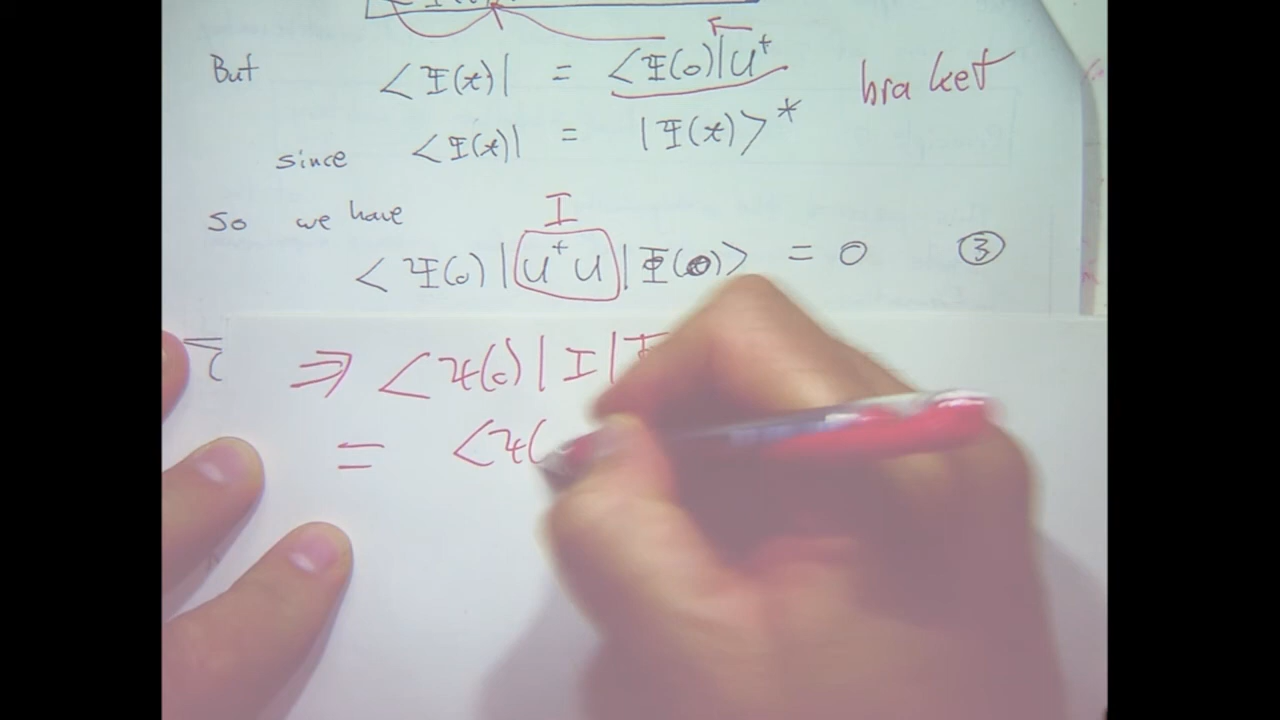 But ⟨Ψ(t)| = ⟨Ψ(0)|U† bra ket
since ⟨Ψ(t)| = |Ψ(t)⟩*
So we have
I
⟨Ψ(0)|U†U|Φ(0)⟩ = 0 ③
⇒ ⟨Ψ(0)|I|
= ⟨Ψ(